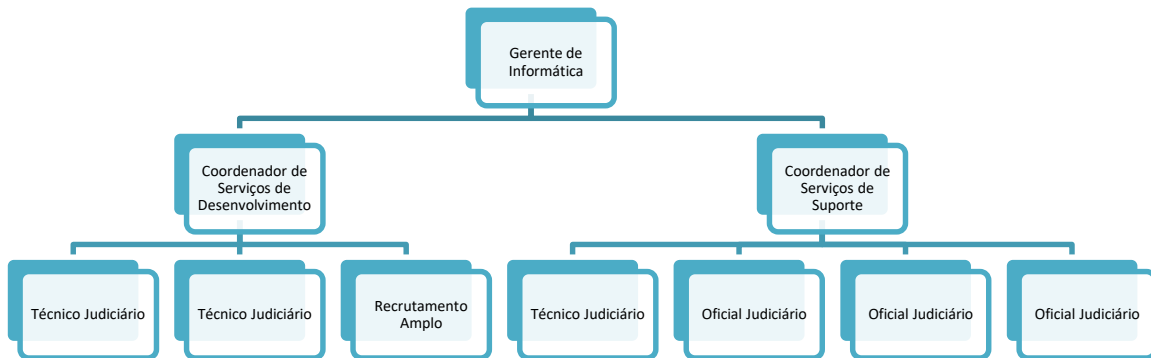 Gerente de
Informática
Coordenador de
Serviços de
Desenvolvimento
Coordenador de
Serviços de
Suporte
Técnico Judiciário
Técnico Judiciário
Recrutamento
Amplo
Técnico Judiciário
Oficial Judiciário
Oficial Judiciário
Oficial Judiciário